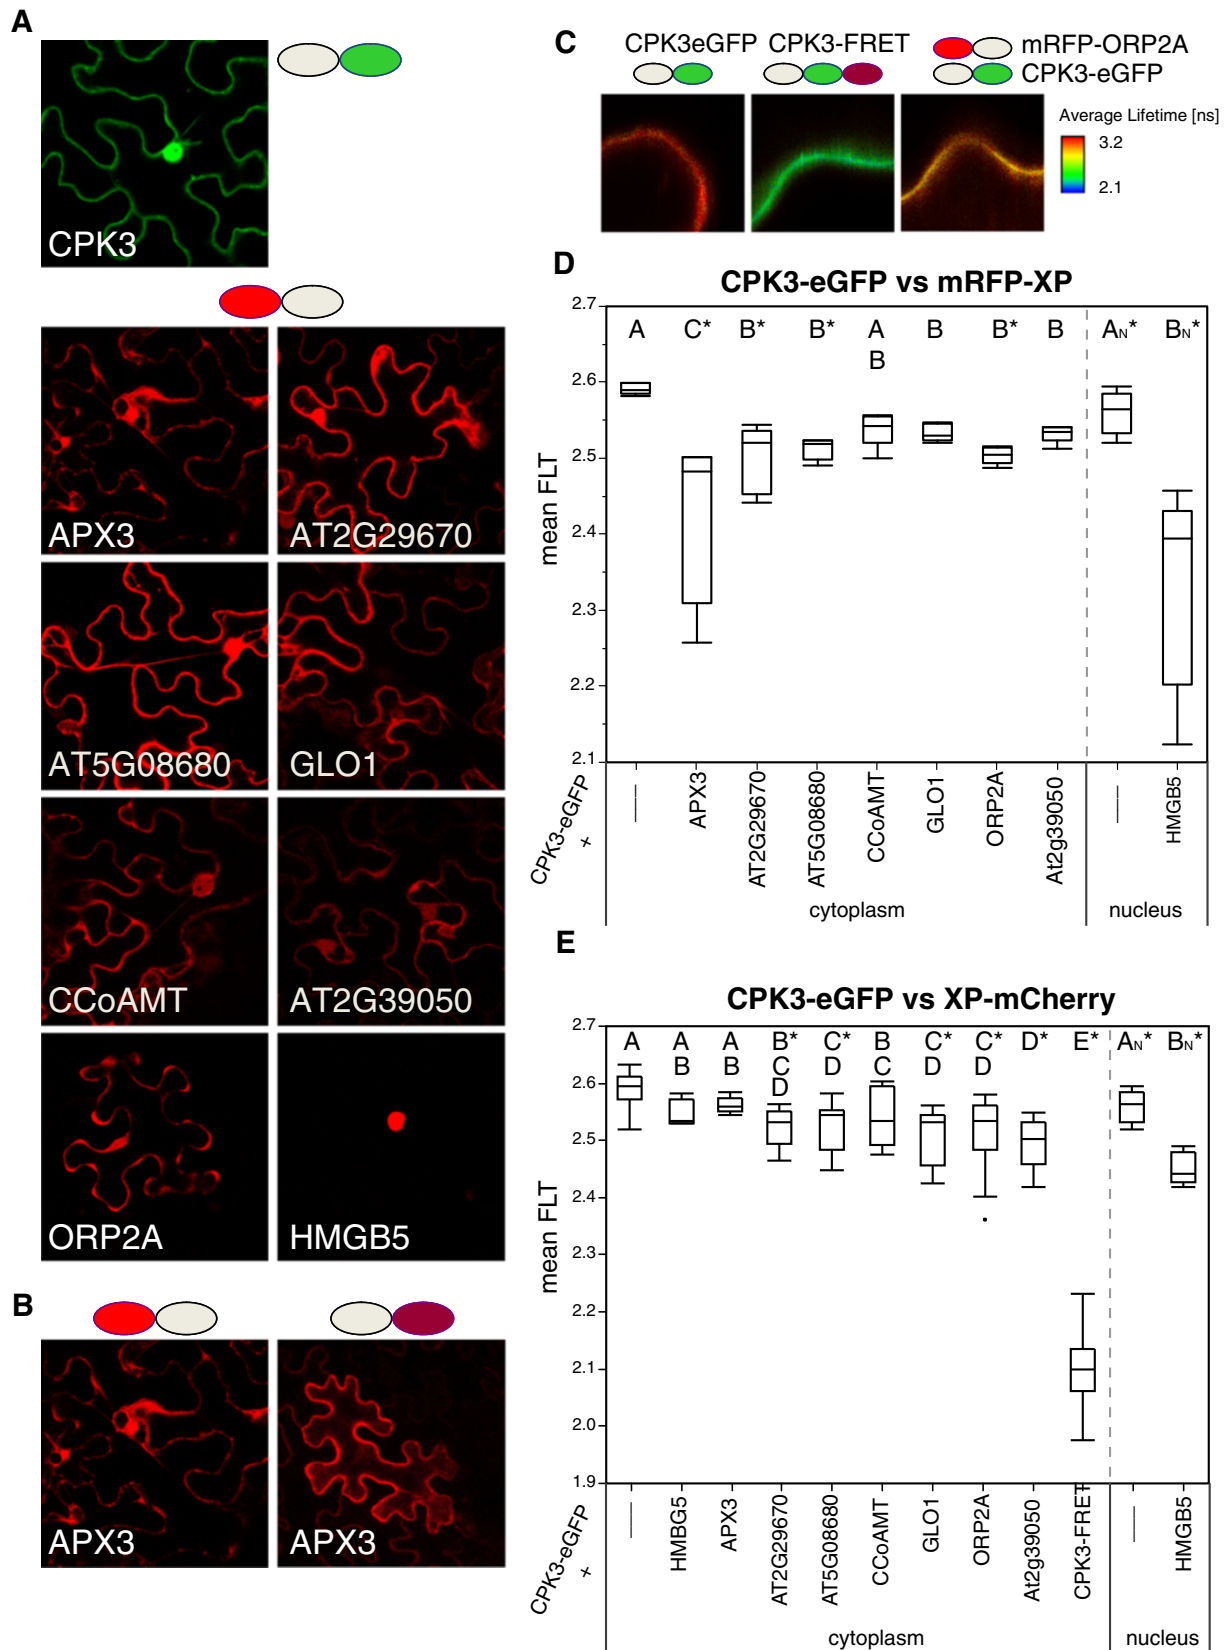 A
CPK3
APX3
AT2G29670
AT5G08680
GLO1
CCoAMT
AT2G39050
ORP2A
HMGB5
B
APX3
APX3
C
CPK3eGFP
CPK3-FRET
mRFP-ORP2A
CPK3-eGFP
Average Lifetime [ns]
3.2
2.1
D
CPK3-eGFP vs mRFP-XP
A C* B* B* A B B* B AN* BN*
B
2.7
2.6
2.5
2.4
2.3
2.2
2.1
mean FLT
CPK3-eGFP
+
APX3
AT2G29670
AT5G08680
CCoAMT
GLO1
ORP2A
At2g39050
HMGB5
cytoplasm
nucleus
E
CPK3-eGFP vs XP-mCherry
A A A B* C* B C* C* D* E* AN* BN*
B B C D C D D
D
2.7
2.6
2.5
2.4
2.3
2.2
2.1
2.0
1.9
mean FLT
CPK3-eGFP
+
HMBG5
APX3
AT2G29670
AT5G08680
CCoAMT
GLO1
ORP2A
At2g39050
CPK3-FRET
HMGB5
cytoplasm
nucleus